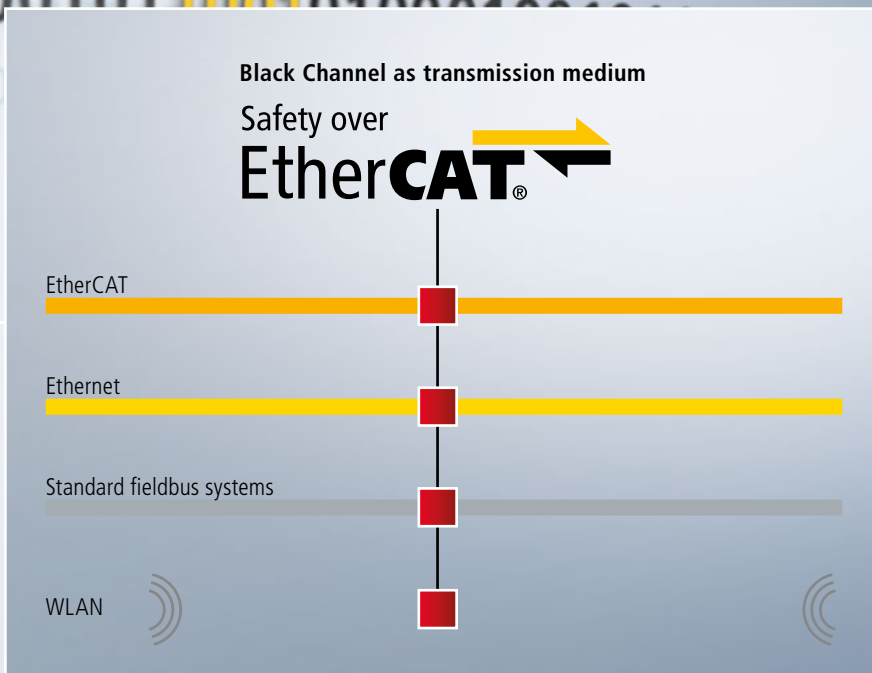 Black Channel as transmission medium
Safety over
EtherCAT®
EtherCAT
Ethernet
Standard fieldbus systems
WLAN